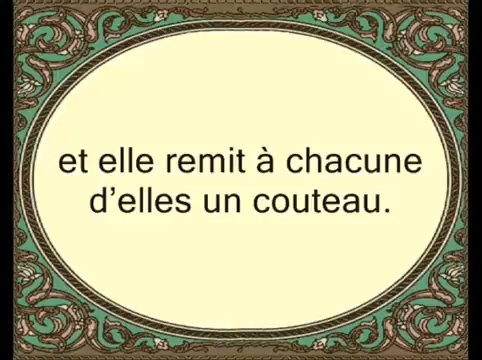 et elle remit à chacune
d’elles un couteau.